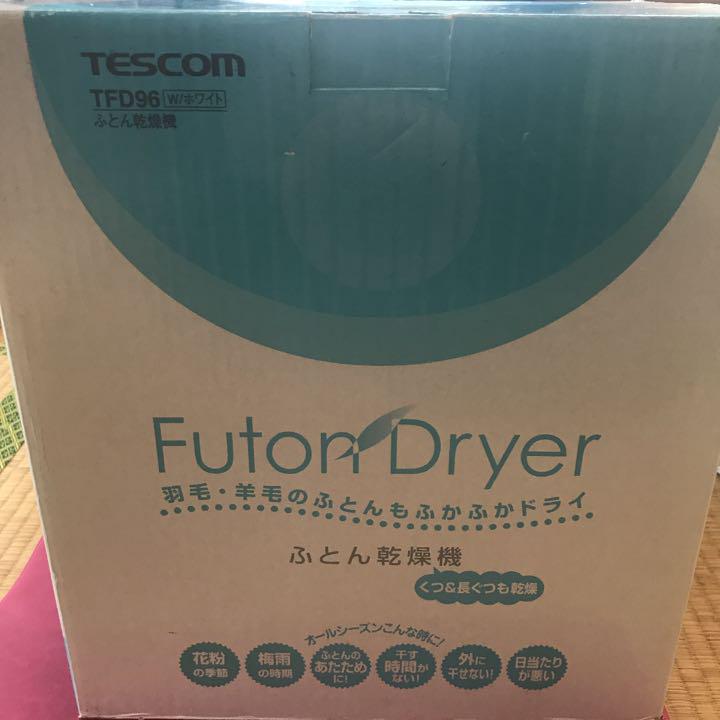 TESCOM
TFD96 W/ホワイト
ふとん乾燥機
Futon Dryer
羽毛・羊毛のふとんもふかふかドライ
ふとん乾燥機
くつ&長ぐつも乾燥
オールシーズンこんな時に!
花粉
の季節
梅雨
の時期
ふとんの
あたため
に!
干す
時間が
ない!
外に
干せない!
日当たり
が悪い